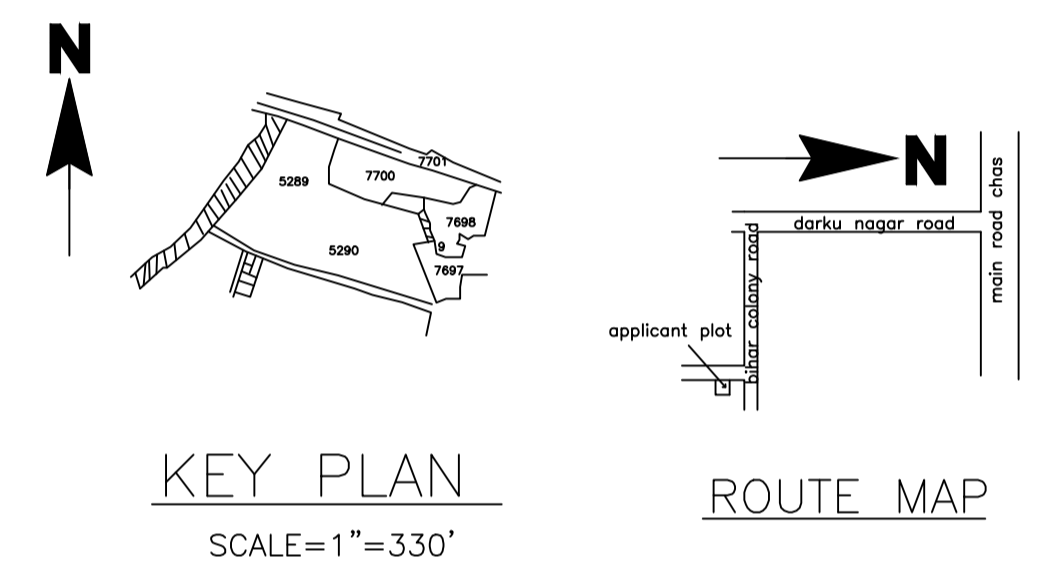 N
7701
7700
5289
7698
9
5290
7697
KEY PLAN
SCALE=1"=330'
N
main road chas
darku nagar road
bihar colony road
applicant plot
ROUTE MAP